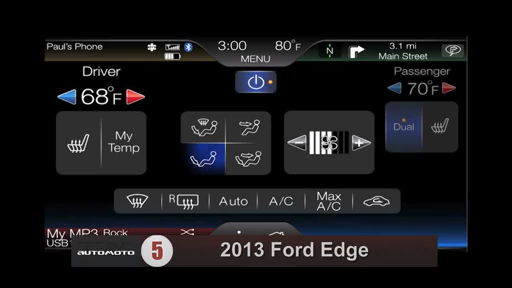 Paul's Phone
3:00
80°F
N
3.1 mi
Main Street
MENU
Driver
Passenger
68°F
70°F
My
Temp
Dual
R
Auto
A/C
Max
A/C
My MP3 Rock
USB
AUTOMOTO
5
2013 Ford Edge